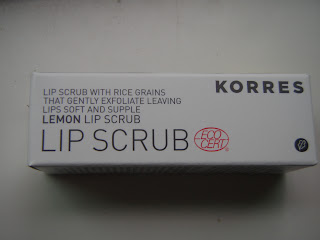 LIP SCRUB WITH RICE GRAINS
THAT GENTLY EXFOLIATE LEAVING
LIPS SOFT AND SUPPLE
LEMON LIP SCRUB
LIP SCRUB
ECO
CERT
KORRES